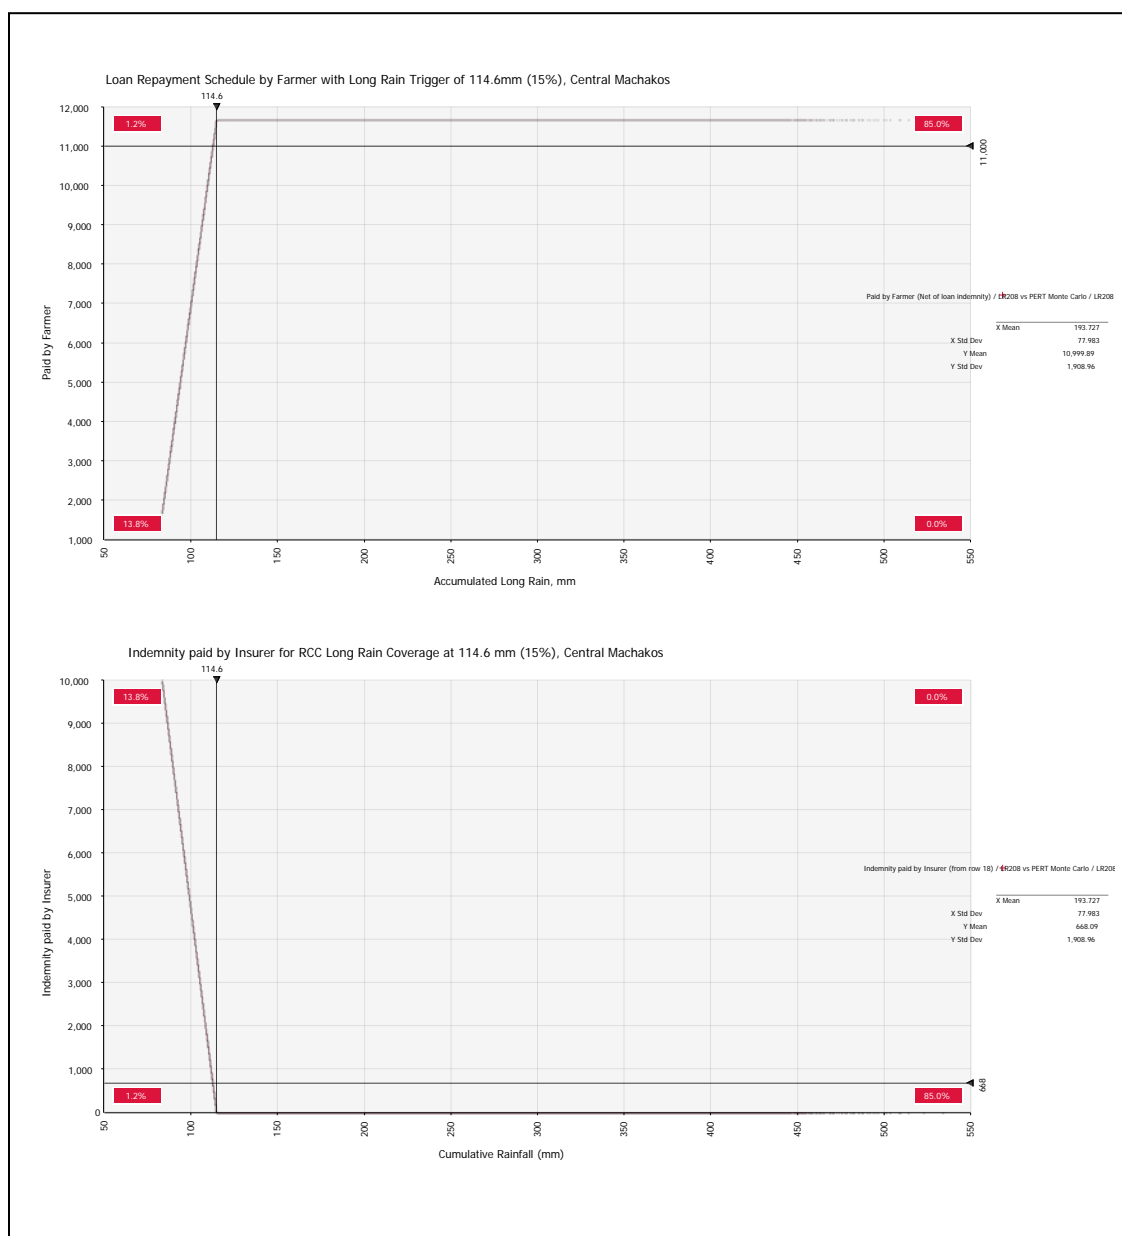 Loan Repayment Schedule by Farmer with Long Rain Trigger of 114.6mm (15%), Central Machakos
114.6
12,000
1.2%
85.0%
11,000
11,000
10,000
9,000
8,000
7,000
6,000
5,000
4,000
3,000
2,000
1,000
Paid by Farmer
13.8%
0.0%
Paid by Farmer (Net of loan indemnity) / LR208 vs PERT Monte Carlo / LR208
X Mean 193.727
X Std Dev 77.983
Y Mean 10,999.89
Y Std Dev 1,908.96
50 100 150 200 250 300 350 400 450 500 550
Accumulated Long Rain, mm
Indemnity paid by Insurer for RCC Long Rain Coverage at 114.6 mm (15%), Central Machakos
114.6
10,000
13.8%
0.0%
9,000
8,000
7,000
6,000
5,000
4,000
3,000
2,000
1,000
0
Indemnity paid by Insurer
668
1.2%
85.0%
Indemnity paid by Insurer (from row 18) / LR208 vs PERT Monte Carlo / LR208
X Mean 193.727
X Std Dev 77.983
Y Mean 668.09
Y Std Dev 1,908.96
50 100 150 200 250 300 350 400 450 500 550
Cumulative Rainfall (mm)